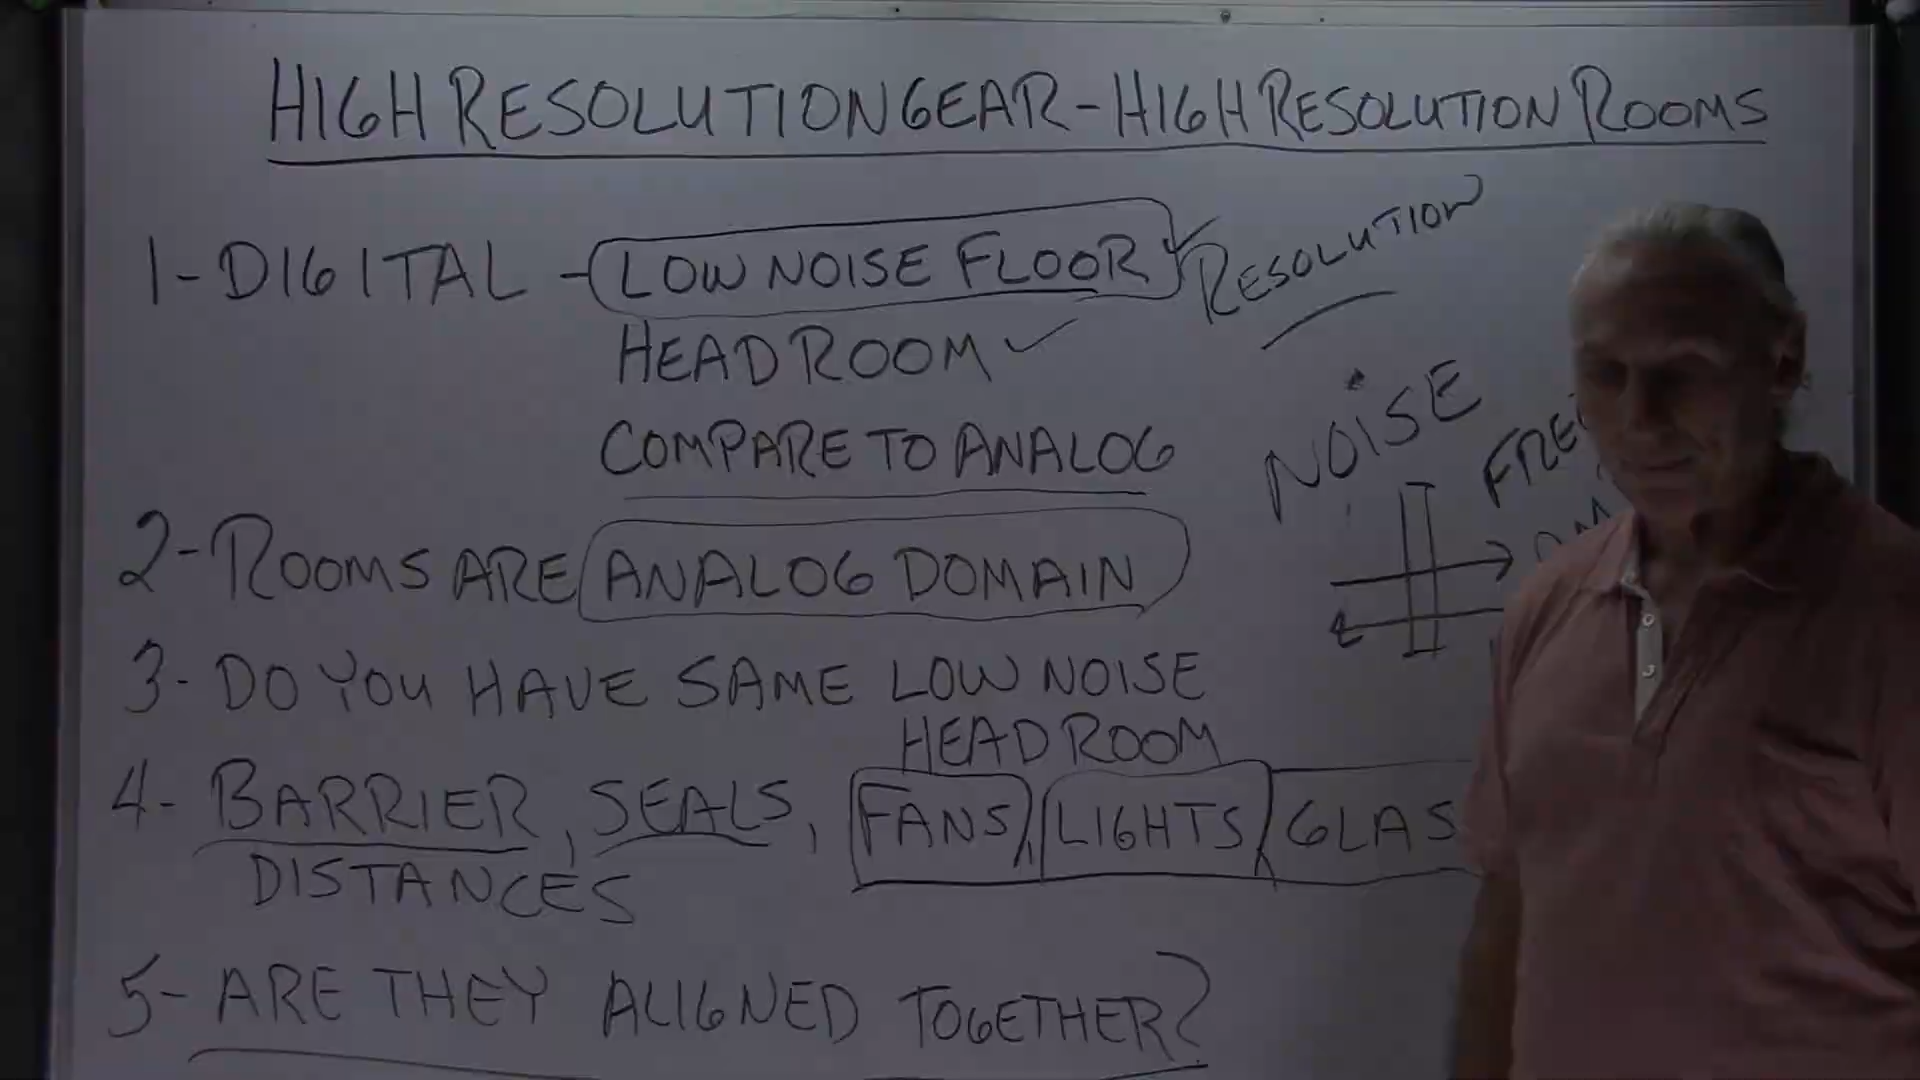 HIGH RESOLUTION GEAR - HIGH RESOLUTION ROOMS
1 - DIGITAL - LOW NOISE FLOOR
RESOLUTION
HEADROOM ✓
COMPARE TO ANALOG
NOISE
2 - ROOMS ARE ANALOG DOMAIN
3 - DO YOU HAVE SAME LOW NOISE
HEADROOM
4 - BARRIER, SEALS, FANS, LIGHTS, GLAS
DISTANCES
5 - ARE THEY ALIGNED TOGETHER?